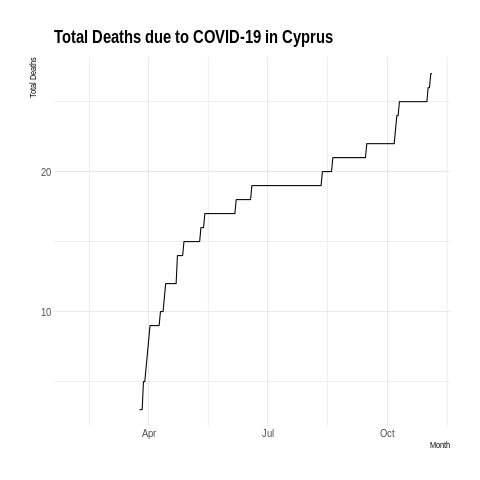 Total Deaths due to COVID-19 in Cyprus
Total Deaths
20
10
Apr Jul Oct
Month